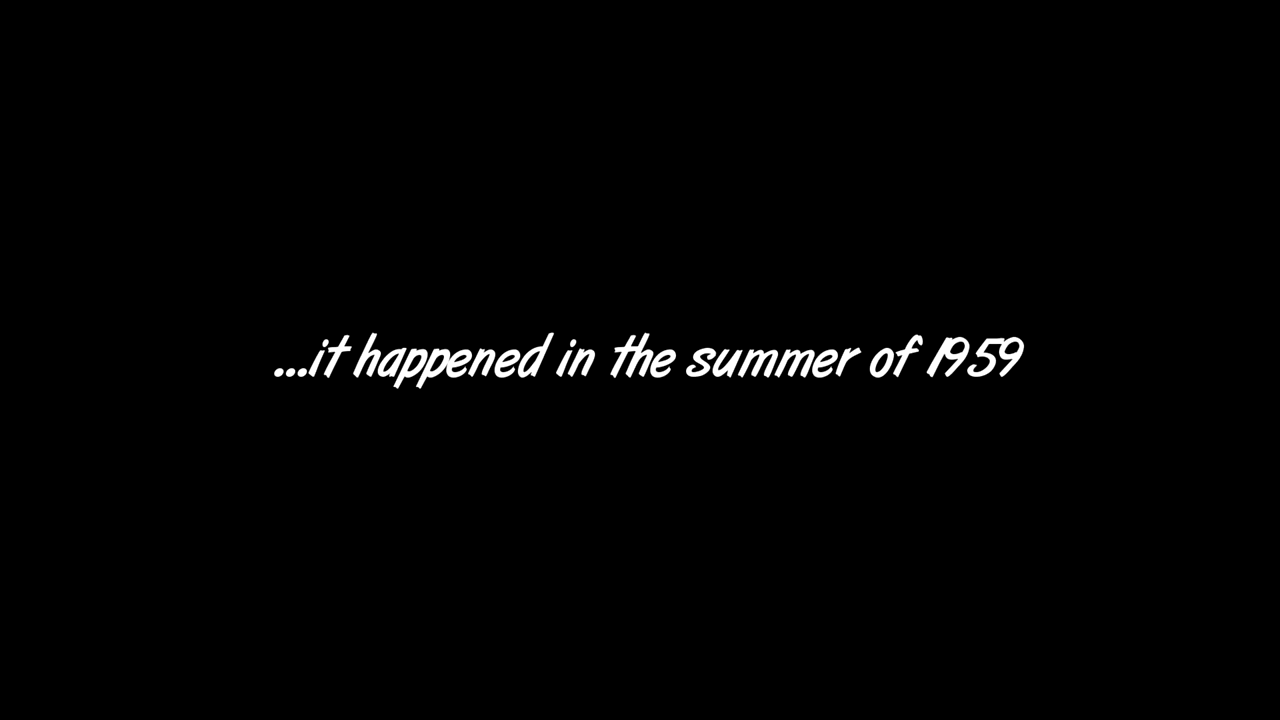 ...it happened in the summer of 1959